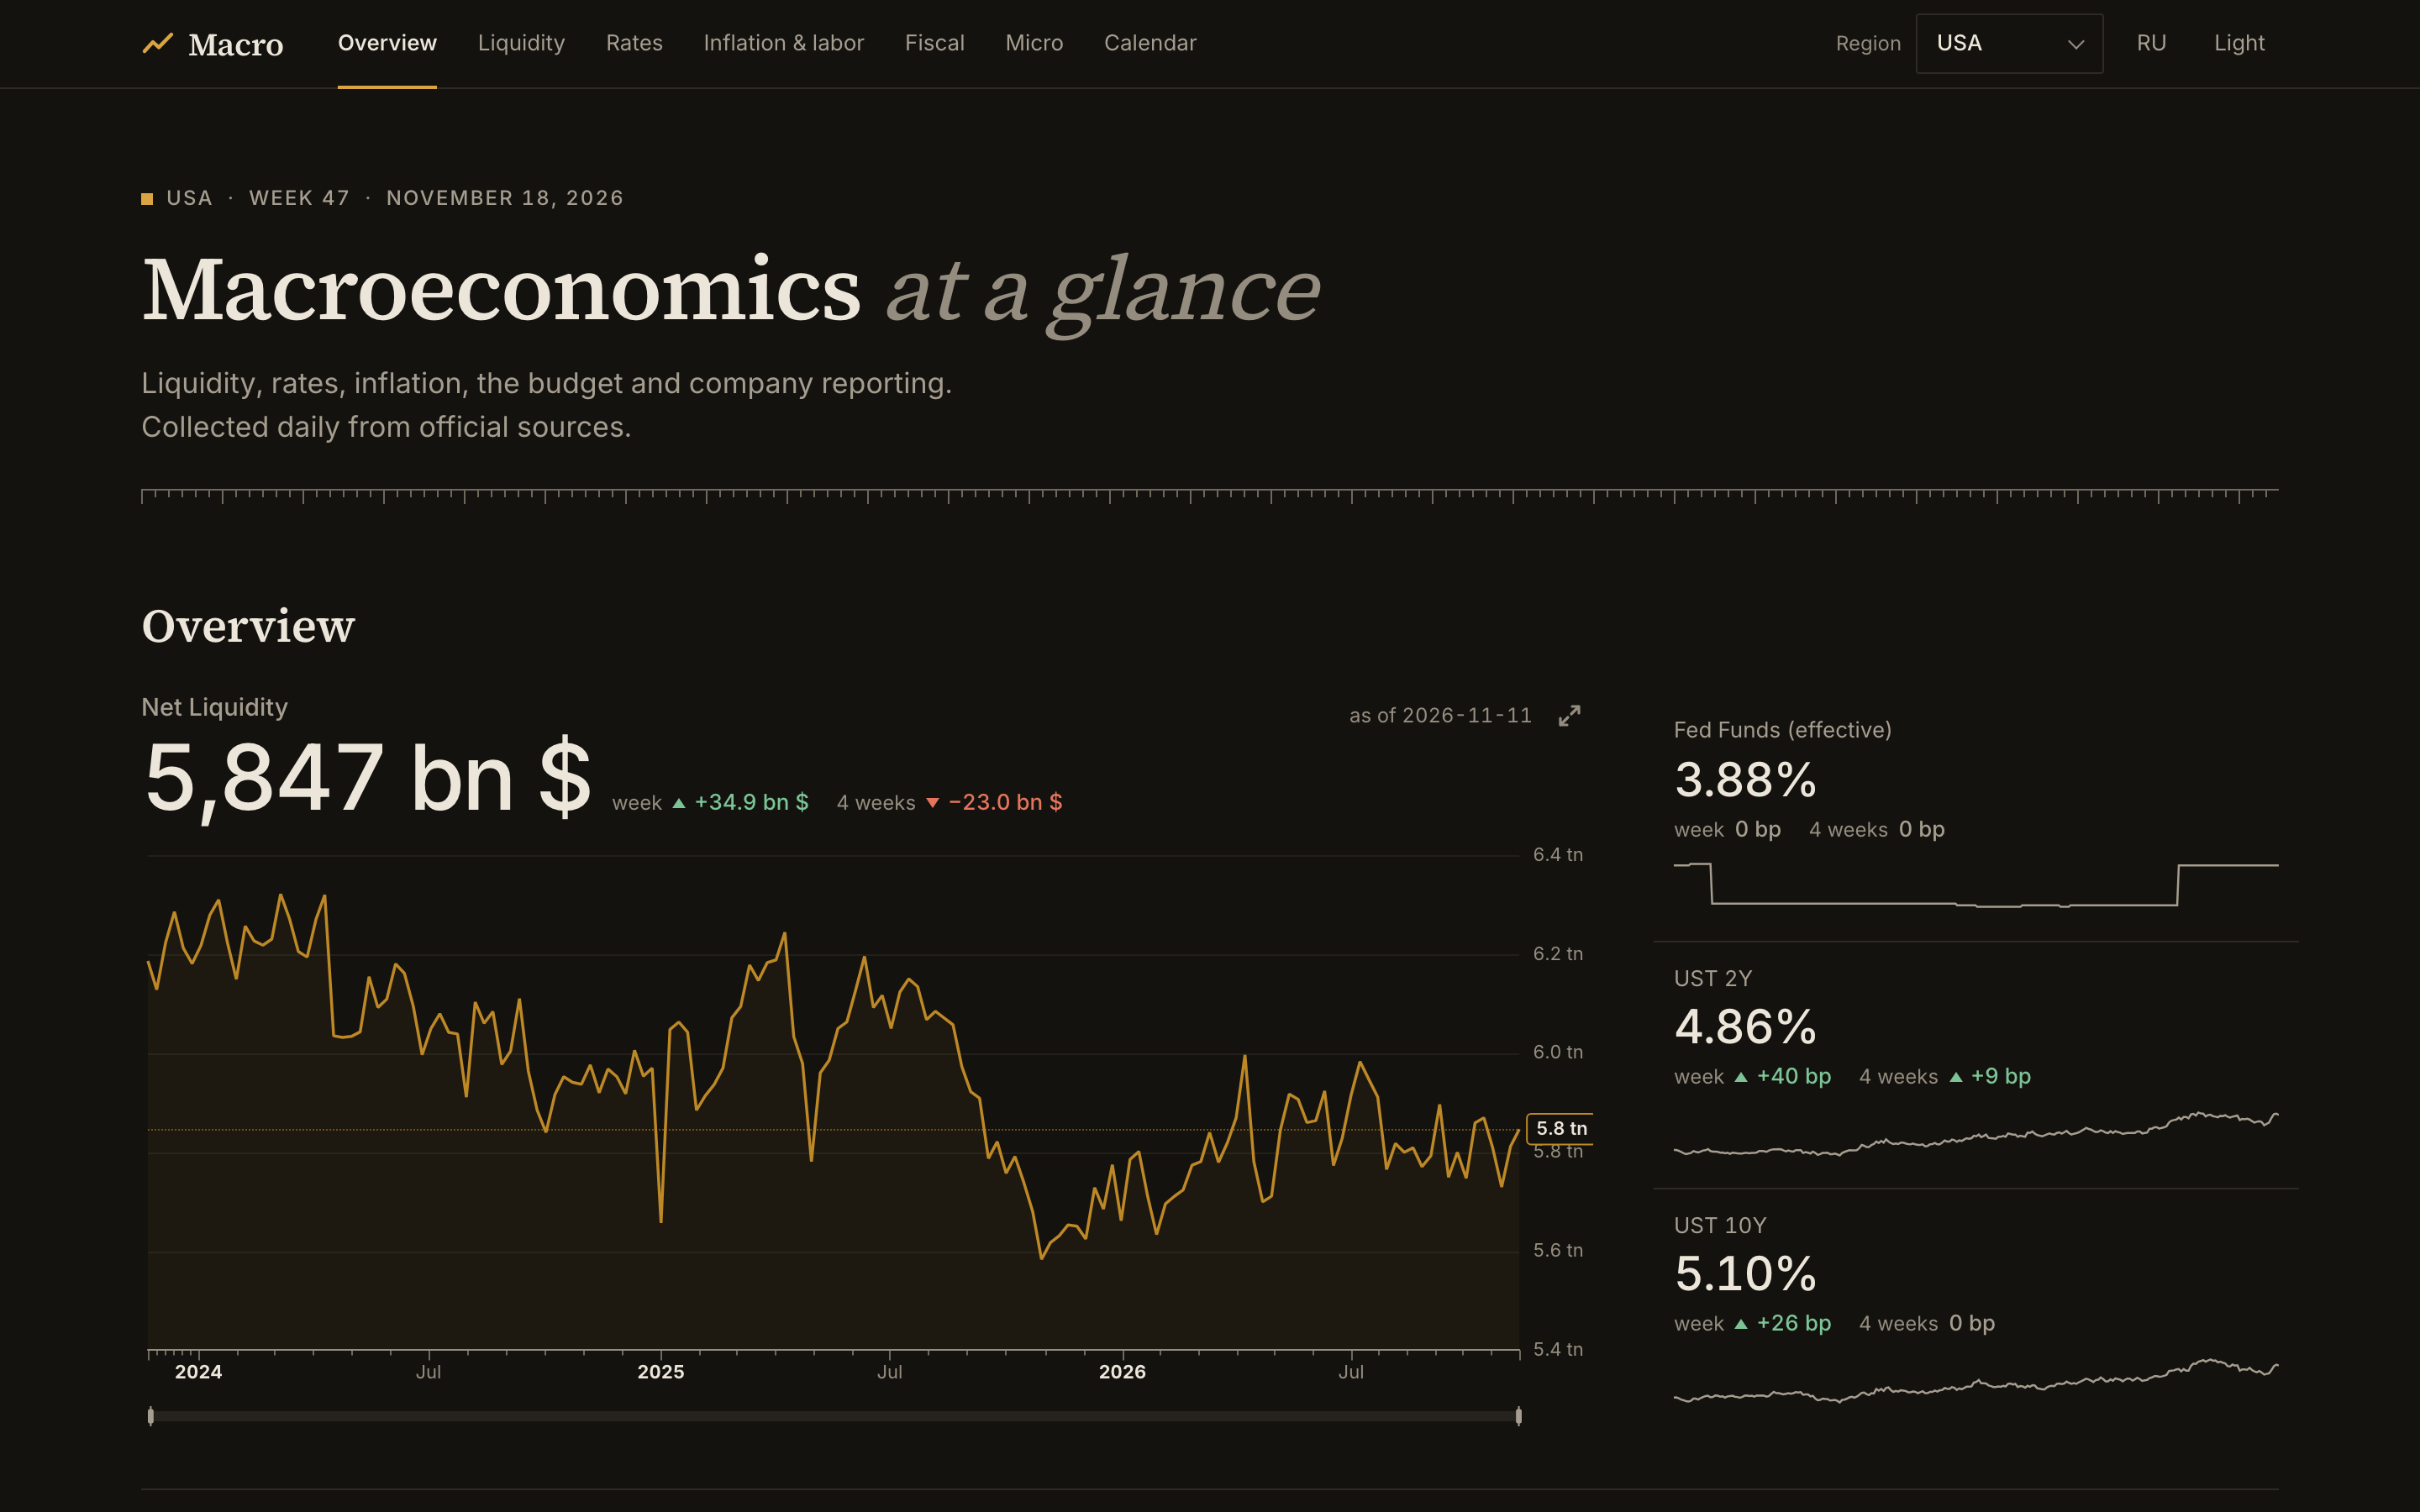 Macro
Overview
Liquidity
Rates
Inflation & labor
Fiscal
Micro
Calendar
Region
USA
RU
Light
USA · WEEK 47 · NOVEMBER 18, 2026
Macroeconomics at a glance
Liquidity, rates, inflation, the budget and company reporting.
Collected daily from official sources.
Overview
Net Liquidity
as of 2026-11-11
5,847 bn $
week ▲ +34.9 bn $ 4 weeks ▼ −23.0 bn $
6.4 tn
6.2 tn
6.0 tn
5.8 tn
5.8 tn
5.6 tn
5.4 tn
2024
Jul
2025
Jul
2026
Jul
Fed Funds (effective)
3.88%
week 0 bp 4 weeks 0 bp
UST 2Y
4.86%
week ▲ +40 bp 4 weeks ▲ +9 bp
UST 10Y
5.10%
week ▲ +26 bp 4 weeks 0 bp